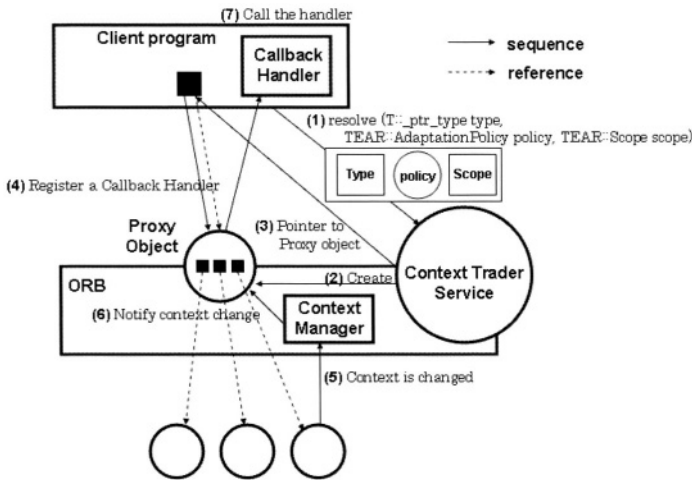 (7) Call the handler
Client program
Callback
Handler
sequence
reference
(1) resolve (T::_ptr_type type,
TEAR::AdaptationPolicy policy, TEAR::Scope scope)
Type
policy
Scope
(4) Register a Callback Handler
Proxy
Object
(3) Pointer to
Proxy object
ORB
(2) Create
Context Trader
Service
(6) Notify context change
Context
Manager
(5) Context is changed